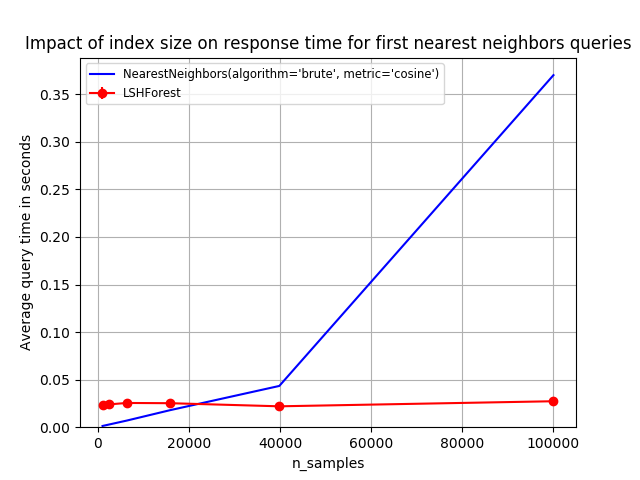 Impact of index size on response time for first nearest neighbors queries
NearestNeighbors(algorithm='brute', metric='cosine')
LSHForest
Average query time in seconds
0.35
0.30
0.25
0.20
0.15
0.10
0.05
0.00
0 20000 40000 60000 80000 100000
n_samples